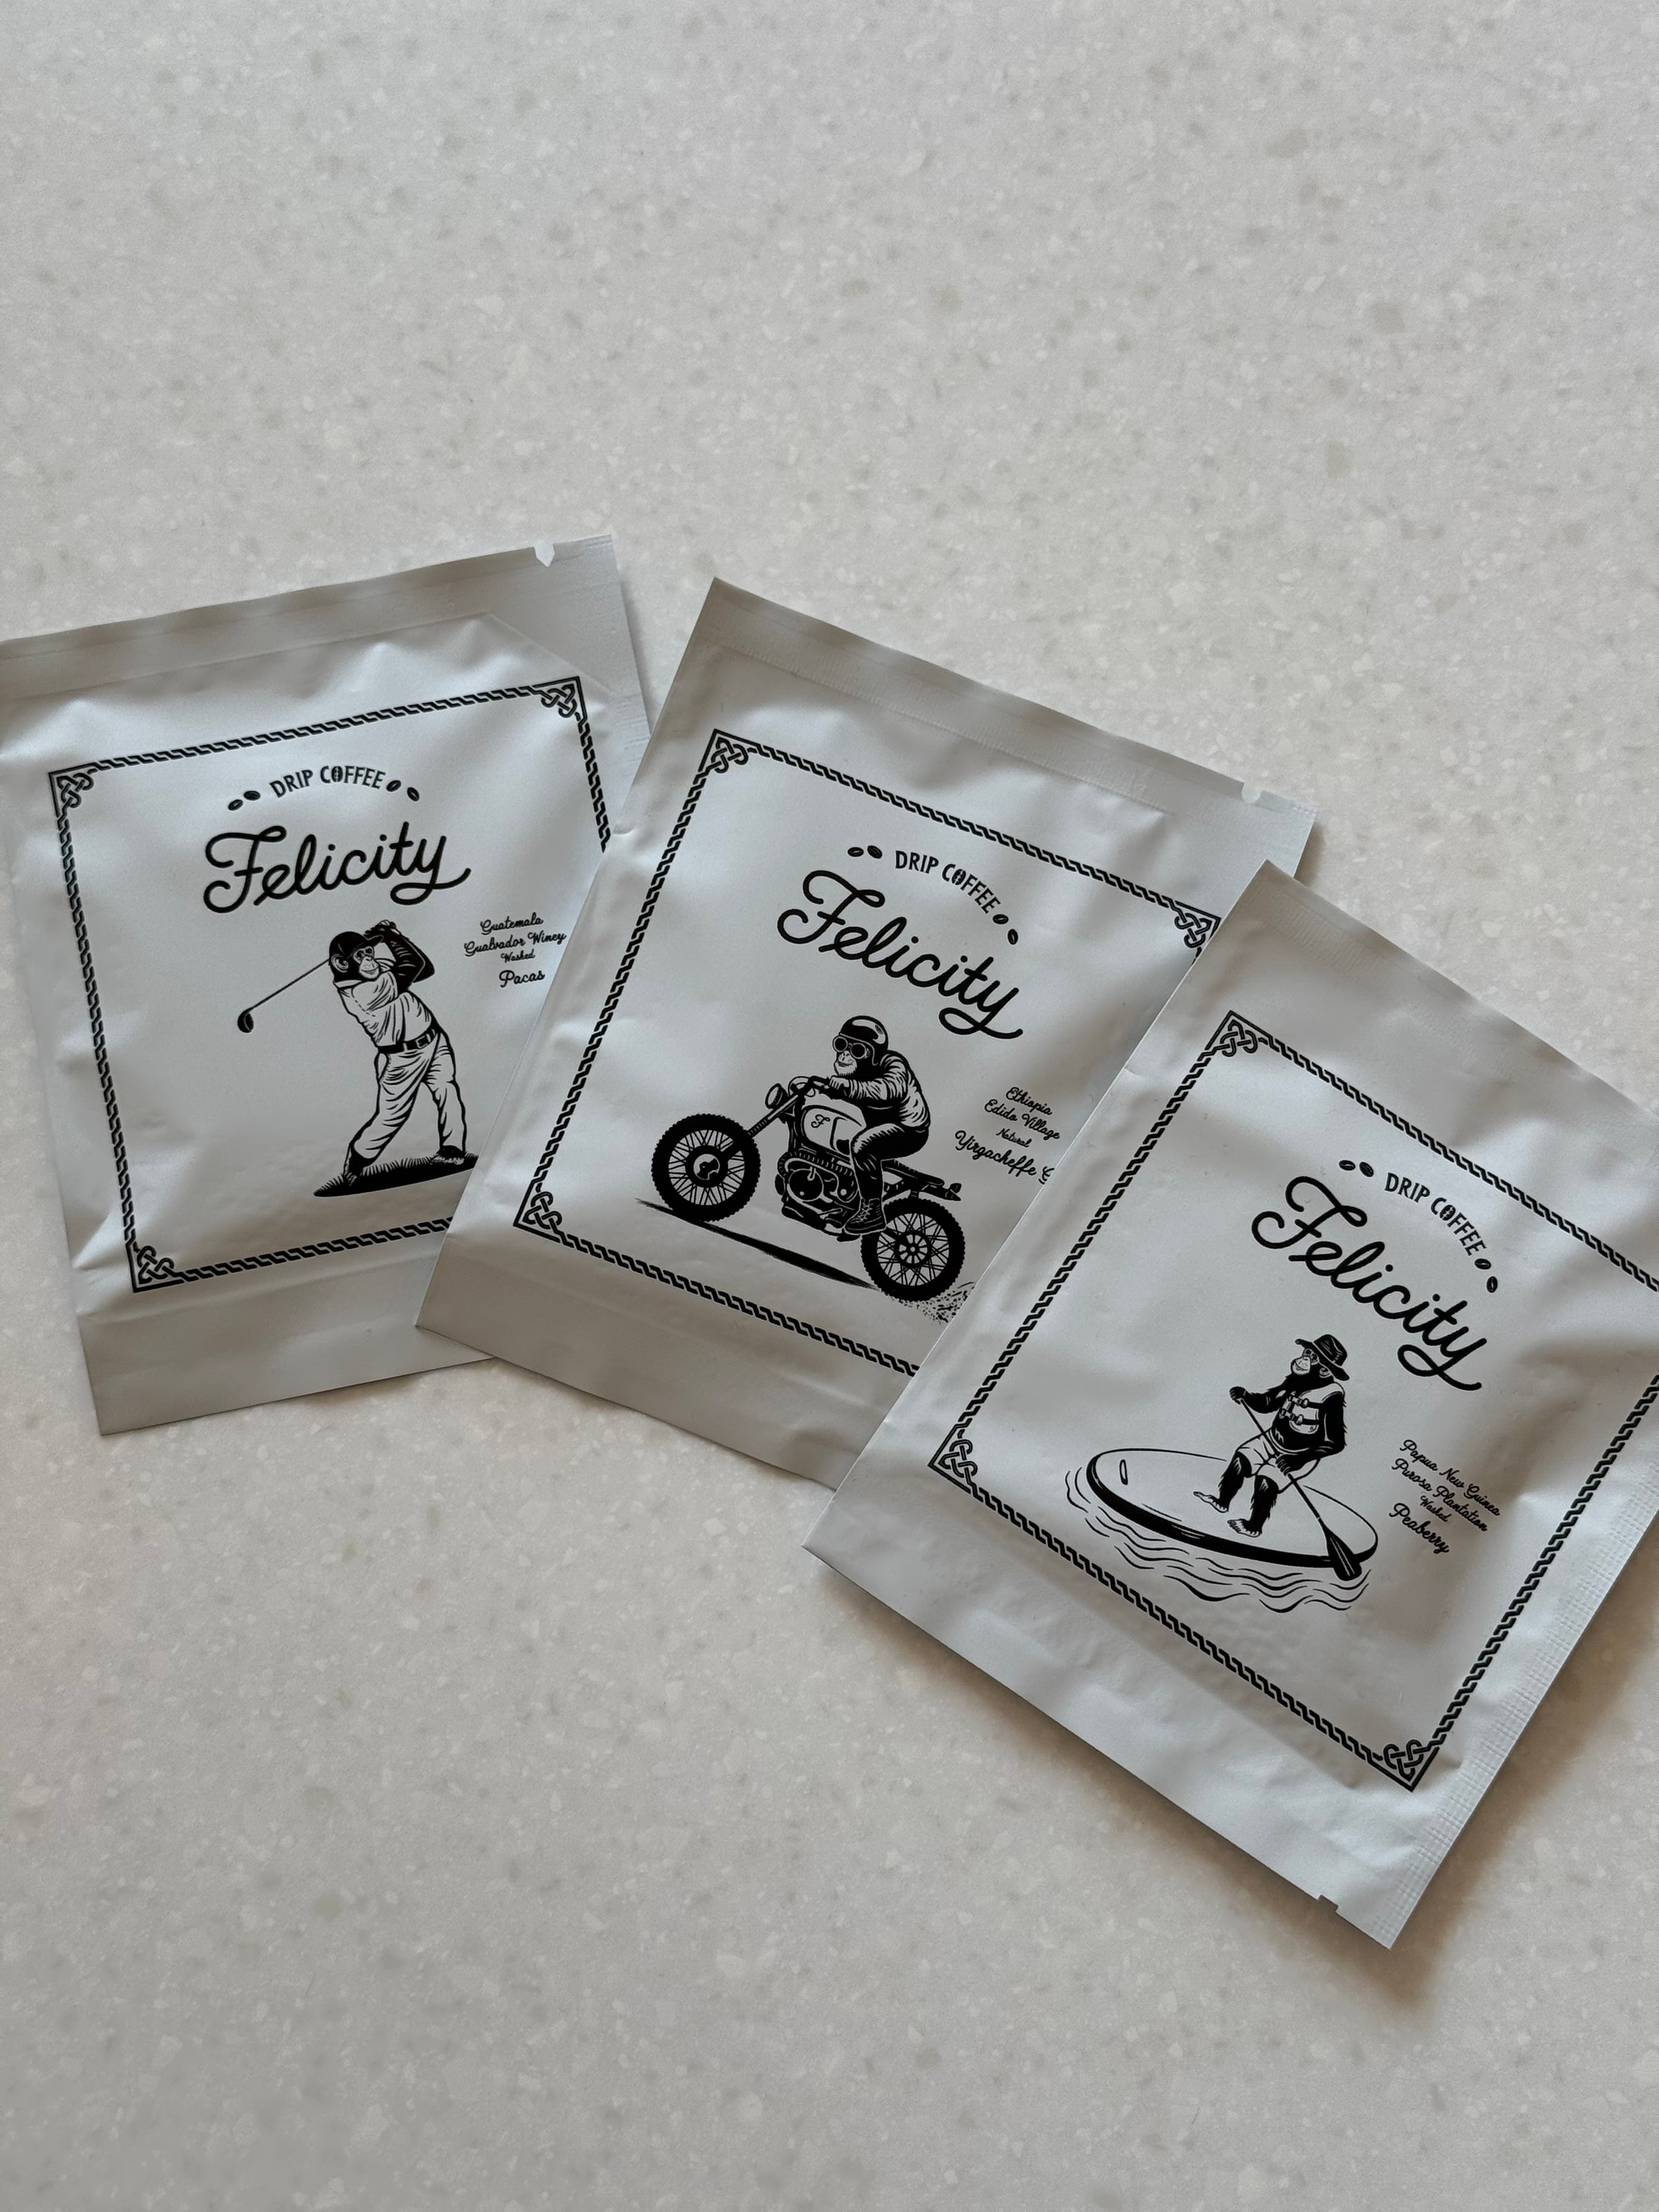 DRIP COFFEE
Felicity
Guatemala
Gualvador Winey
Washed
Pacas
DRIP COFFEE
Felicity
Ethiopia
Edido Village
Natural
Yirgacheffe G
F
DRIP COFFEE
Felicity
Papua New Guinea
Purosa Plantation
Washed
Peaberry